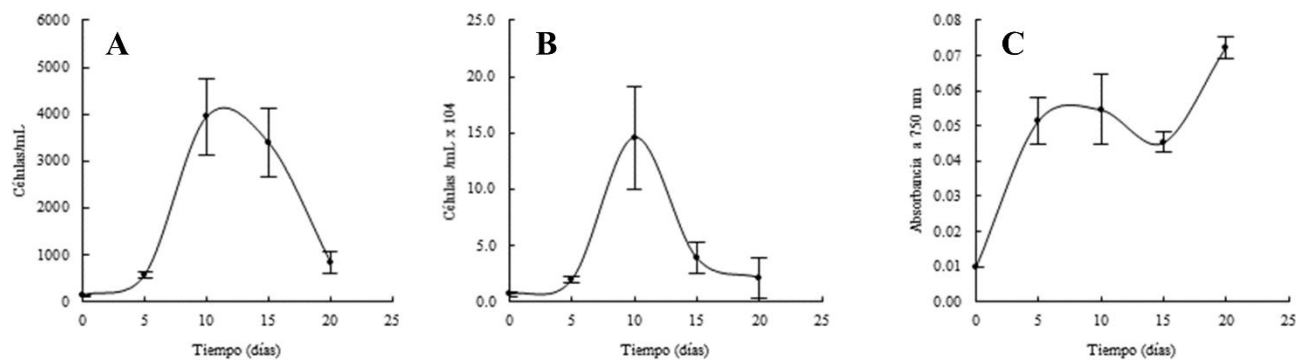 A
Células/mL
6000
5000
4000
3000
2000
1000
0
0 5 10 15 20 25
Tiempo (días)
B
Células /mL x 104
25.0
20.0
15.0
10.0
5.0
0.0
0 5 10 15 20 25
Tiempo (días)
C
Absorbancia a 750 nm
0.08
0.07
0.06
0.05
0.04
0.03
0.02
0.01
0.00
0 5 10 15 20 25
Tiempo (días)